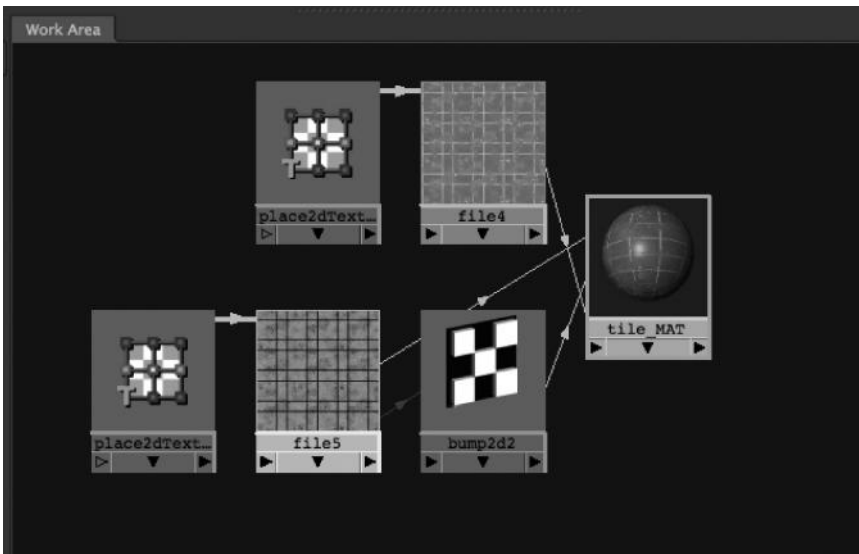 Work Area
place2dText…
file4
tile_MAT
place2dText…
file5
bump2d2